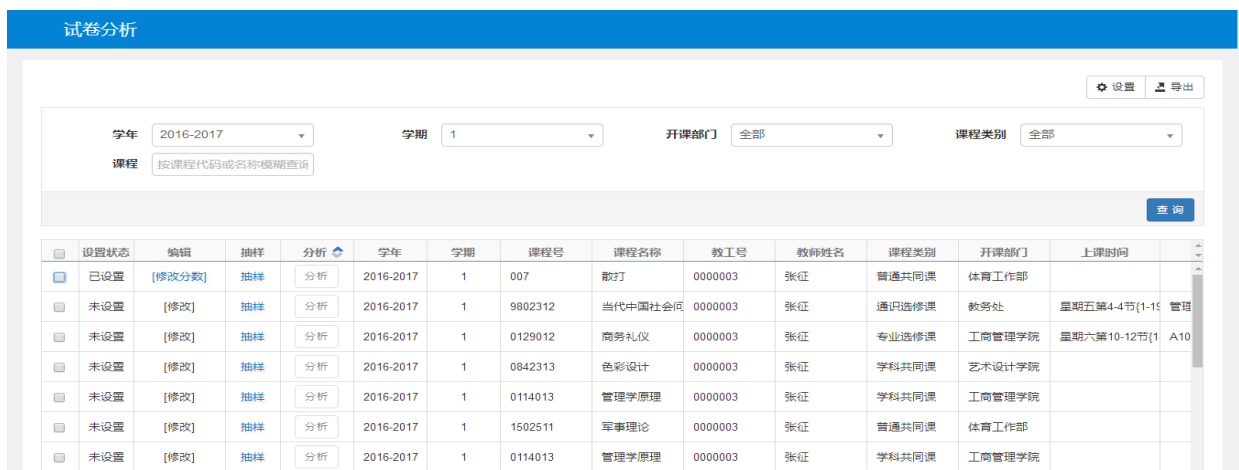 试卷分析
设置 导出
学年 2016-2017 学期 1 开课部门 全部 课程类别 全部
课程 按课程代码或名称模糊查询
查询
设置状态 编辑 抽样 分析 学年 学期 课程号 课程名称 教工号 教师姓名 课程类别 开课部门 上课时间
已设置 [修改分数] 抽样 分析 2016-2017 1 007 散打 0000003 张征 普通共同课 体育工作部
未设置 [修改] 抽样 分析 2016-2017 1 9802312 当代中国社会问 0000003 张征 通识选修课 教务处 星期五第4-4节{1-19 管理
未设置 [修改] 抽样 分析 2016-2017 1 0129012 商务礼仪 0000003 张征 专业选修课 工商管理学院 星期六第10-12节{1 A10
未设置 [修改] 抽样 分析 2016-2017 1 0842313 色彩设计 0000003 张征 学科共同课 艺术设计学院
未设置 [修改] 抽样 分析 2016-2017 1 0114013 管理学原理 0000003 张征 学科共同课 工商管理学院
未设置 [修改] 抽样 分析 2016-2017 1 1502511 军事理论 0000003 张征 普通共同课 体育工作部
未设置 [修改] 抽样 分析 2016-2017 1 0114013 管理学原理 0000003 张征 学科共同课 工商管理学院